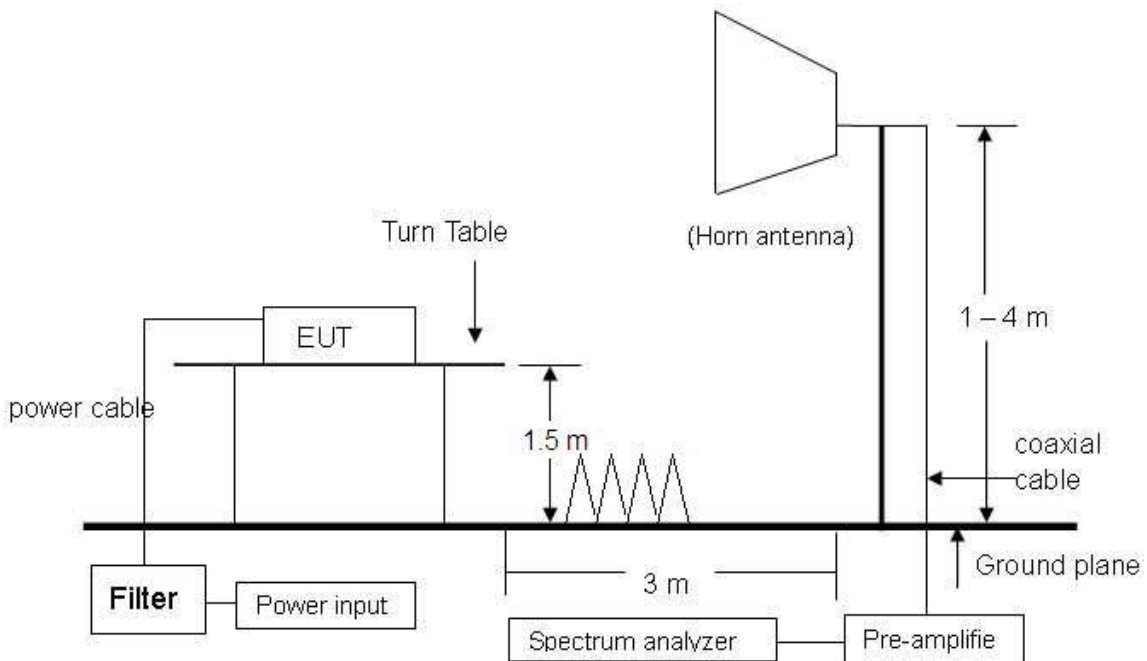 Turn Table
(Horn antenna)
EUT
1 – 4 m
power cable
1.5 m
coaxial
cable
3 m
Ground plane
Filter
Power input
Spectrum analyzer
Pre-amplifie